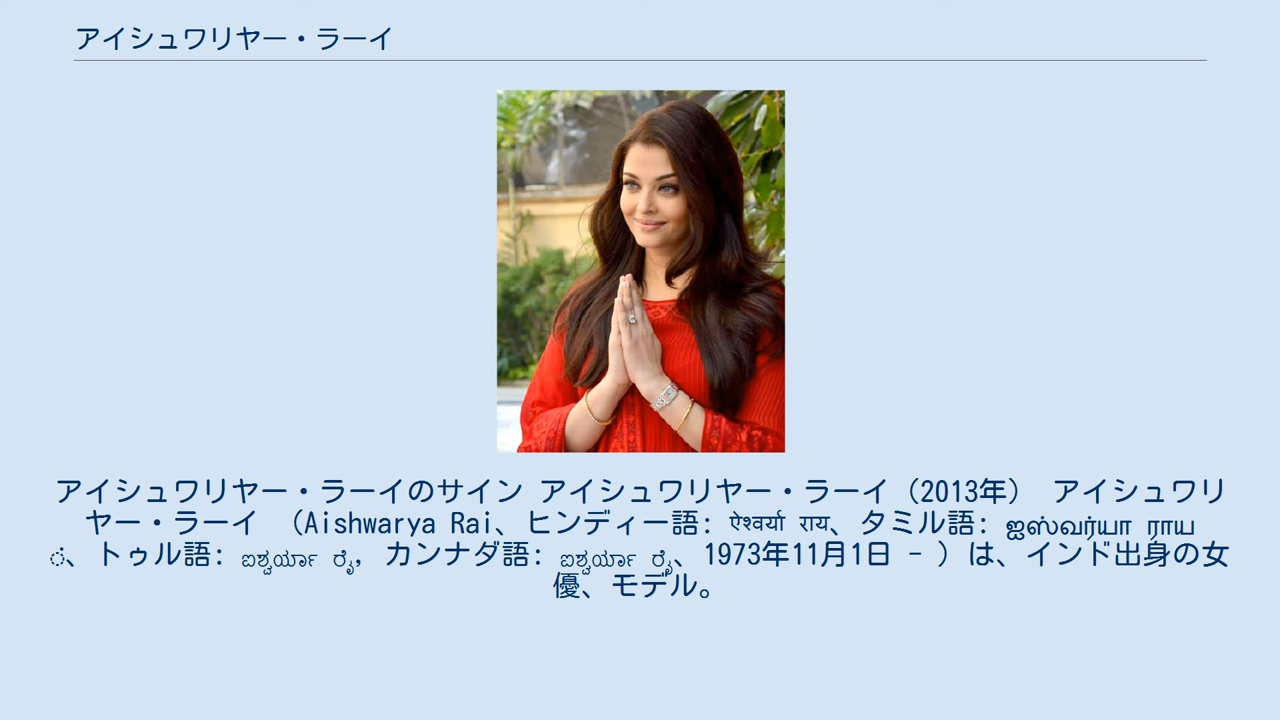 アイシュワリヤー・ラーイ
アイシュワリヤー・ラーイのサイン アイシュワリヤー・ラーイ（2013年） アイシュワリ
ヤー・ラーイ （Aishwarya Rai、ヒンディー語: ऐश्वर्या राय、タミル語: ஐஸ்வர்யா ராய
்、トゥル語: ಐಶ್ವರ್ಯಾ ರೈ, カンナダ語: ಐಶ್ವರ್ಯಾ ರೈ、1973年11月1日 - ）は、インド出身の女
優、モデル。